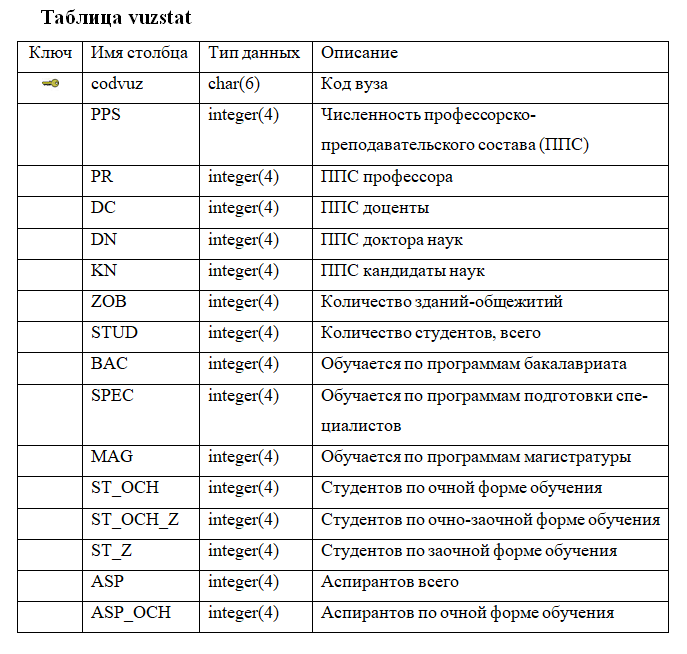 Таблица vuzstat
Ключ Имя столбца Тип данных Описание
codvuz char(6) Код вуза
PPS integer(4) Численность профессорско-
преподавательского состава (ППС)
PR integer(4) ППС профессора
DC integer(4) ППС доценты
DN integer(4) ППС доктора наук
KN integer(4) ППС кандидаты наук
ZOB integer(4) Количество зданий-общежитий
STUD integer(4) Количество студентов, всего
BAC integer(4) Обучается по программам бакалавриата
SPEC integer(4) Обучается по программам подготовки спе-
циалистов
MAG integer(4) Обучается по программам магистратуры
ST_OCH integer(4) Студентов по очной форме обучения
ST_OCH_Z integer(4) Студентов по очно-заочной форме обучения
ST_Z integer(4) Студентов по заочной форме обучения
ASP integer(4) Аспирантов всего
ASP_OCH integer(4) Аспирантов по очной форме обучения